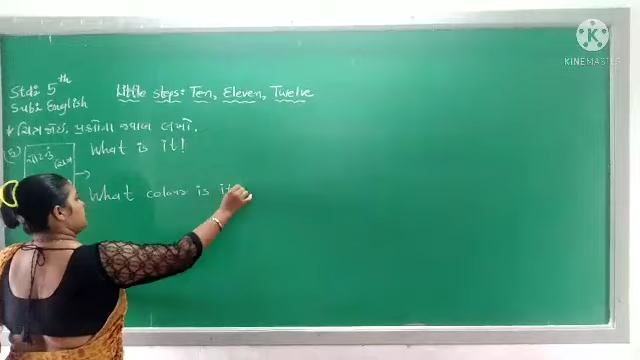 Std: 5th
Sub: English
Little steps: Ten, Eleven, Twelve
* ચિત્ર જોઈ, પ્રશ્નોના જવાબ લખો.
What is it?
What colour is it
KINEMASTER